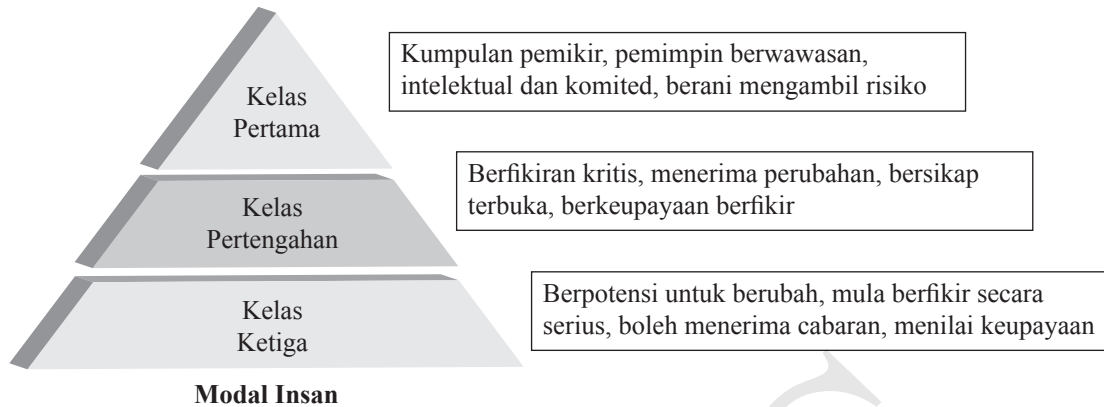 Kelas
Pertama
Kumpulan pemikir, pemimpin berwawasan,
intelektual dan komited, berani mengambil risiko
Kelas
Pertengahan
Berfikiran kritis, menerima perubahan, bersikap
terbuka, berkeupayaan berfikir
Kelas
Ketiga
Berpotensi untuk berubah, mula berfikir secara
serius, boleh menerima cabaran, menilai keupayaan
Modal Insan